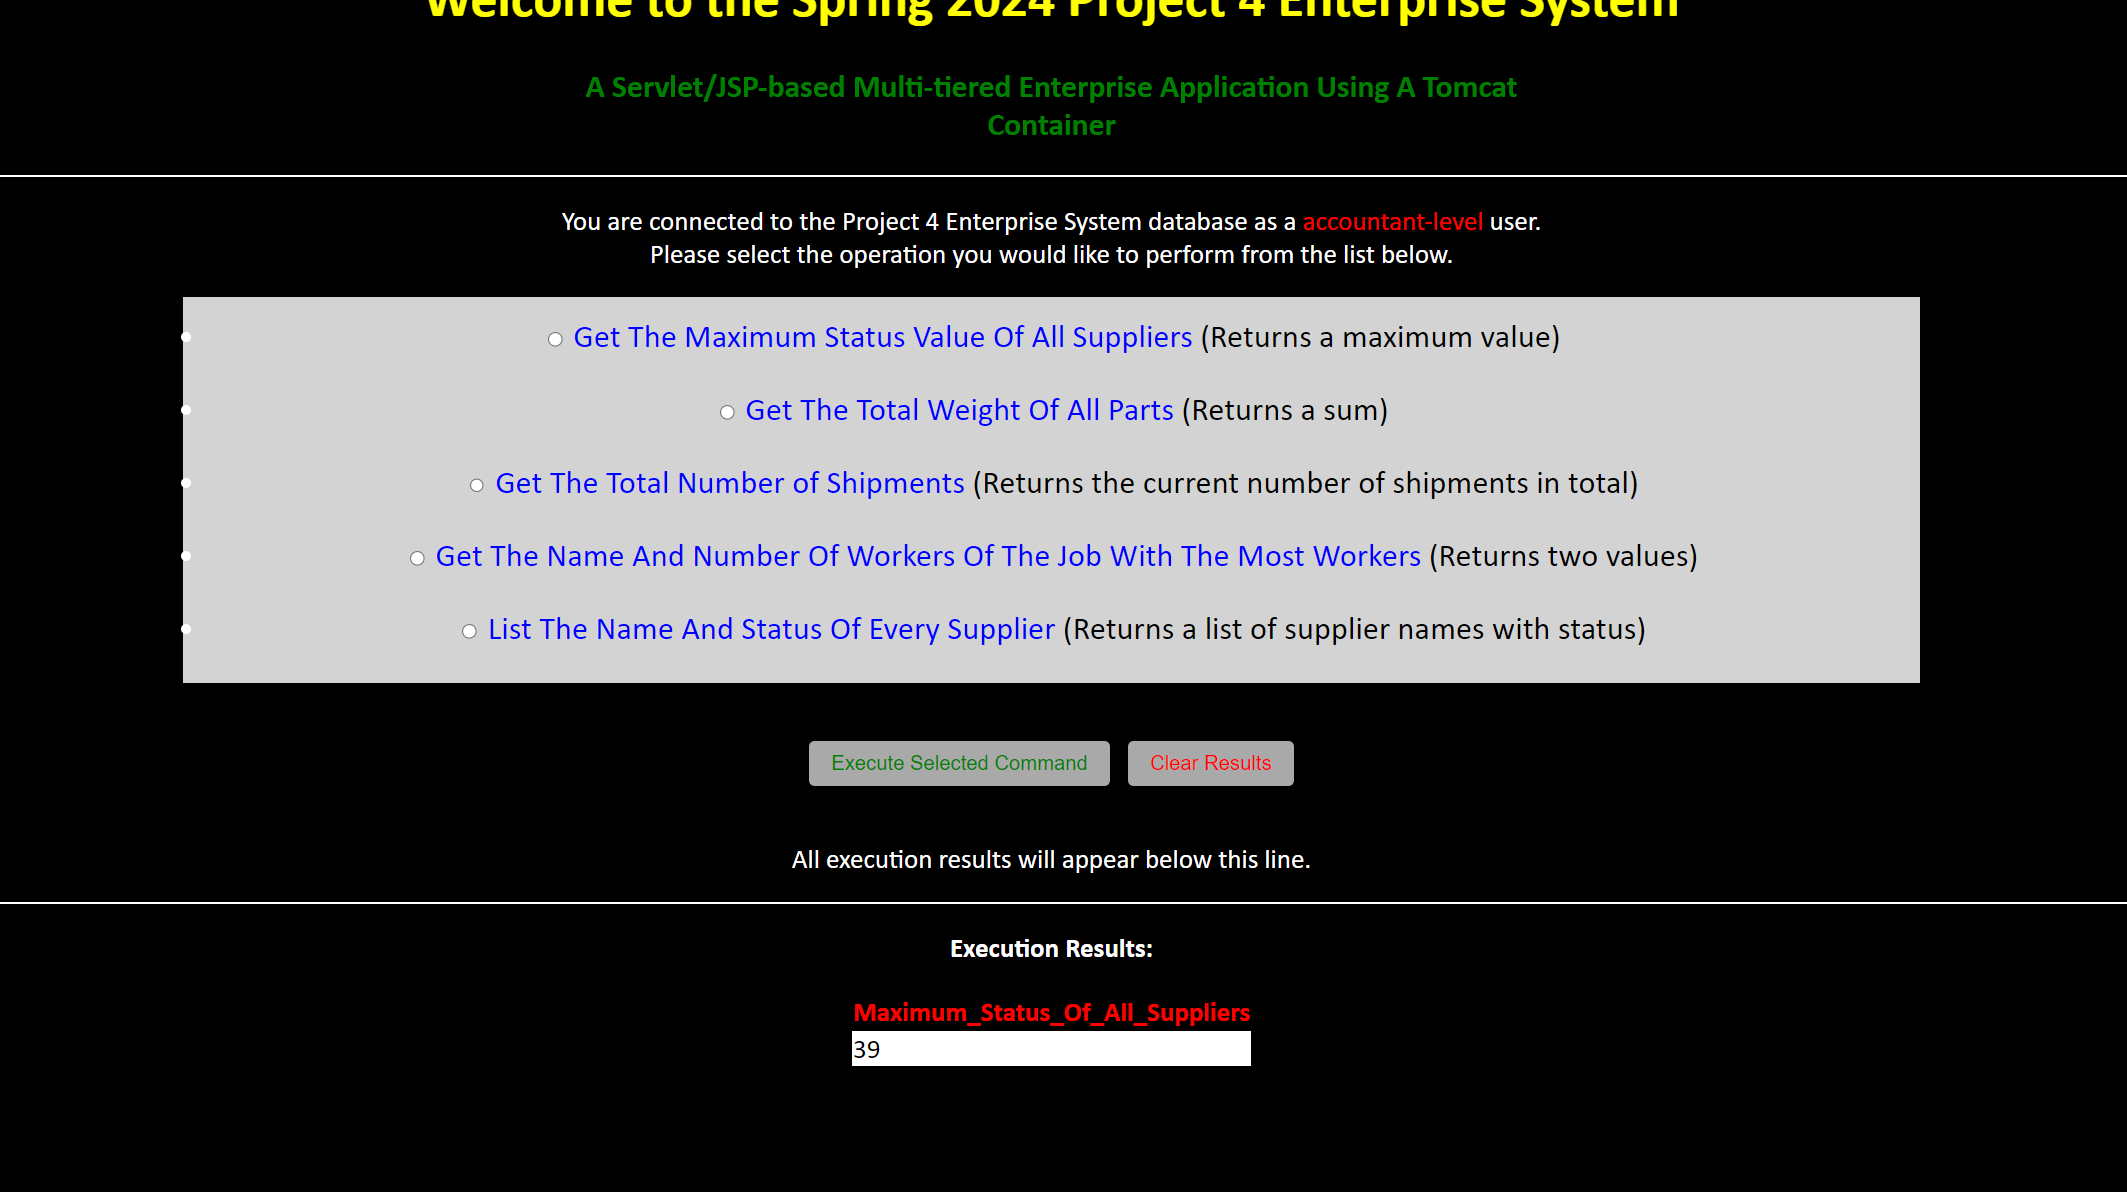 Welcome to the Spring 2024 Project 4 Enterprise System
A Servlet/JSP-based Multi-tiered Enterprise Application Using A Tomcat
Container
You are connected to the Project 4 Enterprise System database as a accountant-level user.
Please select the operation you would like to perform from the list below.
Get The Maximum Status Value Of All Suppliers (Returns a maximum value)
Get The Total Weight Of All Parts (Returns a sum)
Get The Total Number of Shipments (Returns the current number of shipments in total)
Get The Name And Number Of Workers Of The Job With The Most Workers (Returns two values)
List The Name And Status Of Every Supplier (Returns a list of supplier names with status)
Execute Selected Command Clear Results
All execution results will appear below this line.
Execution Results:
Maximum_Status_Of_All_Suppliers
39